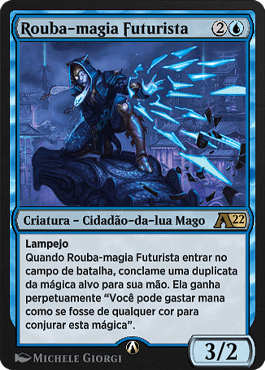 Rouba-magia Futurista 2
Criatura – Cidadão-da-lua Mago A22
Lampejo
Quando Rouba-magia Futurista entrar no
campo de batalha, conclame uma duplicata
da mágica alvo para sua mão. Ela ganha
perpetuamente “Você pode gastar mana
como se fosse de qualquer cor para
conjurar esta mágica”.
Michele Giorgi
3/2